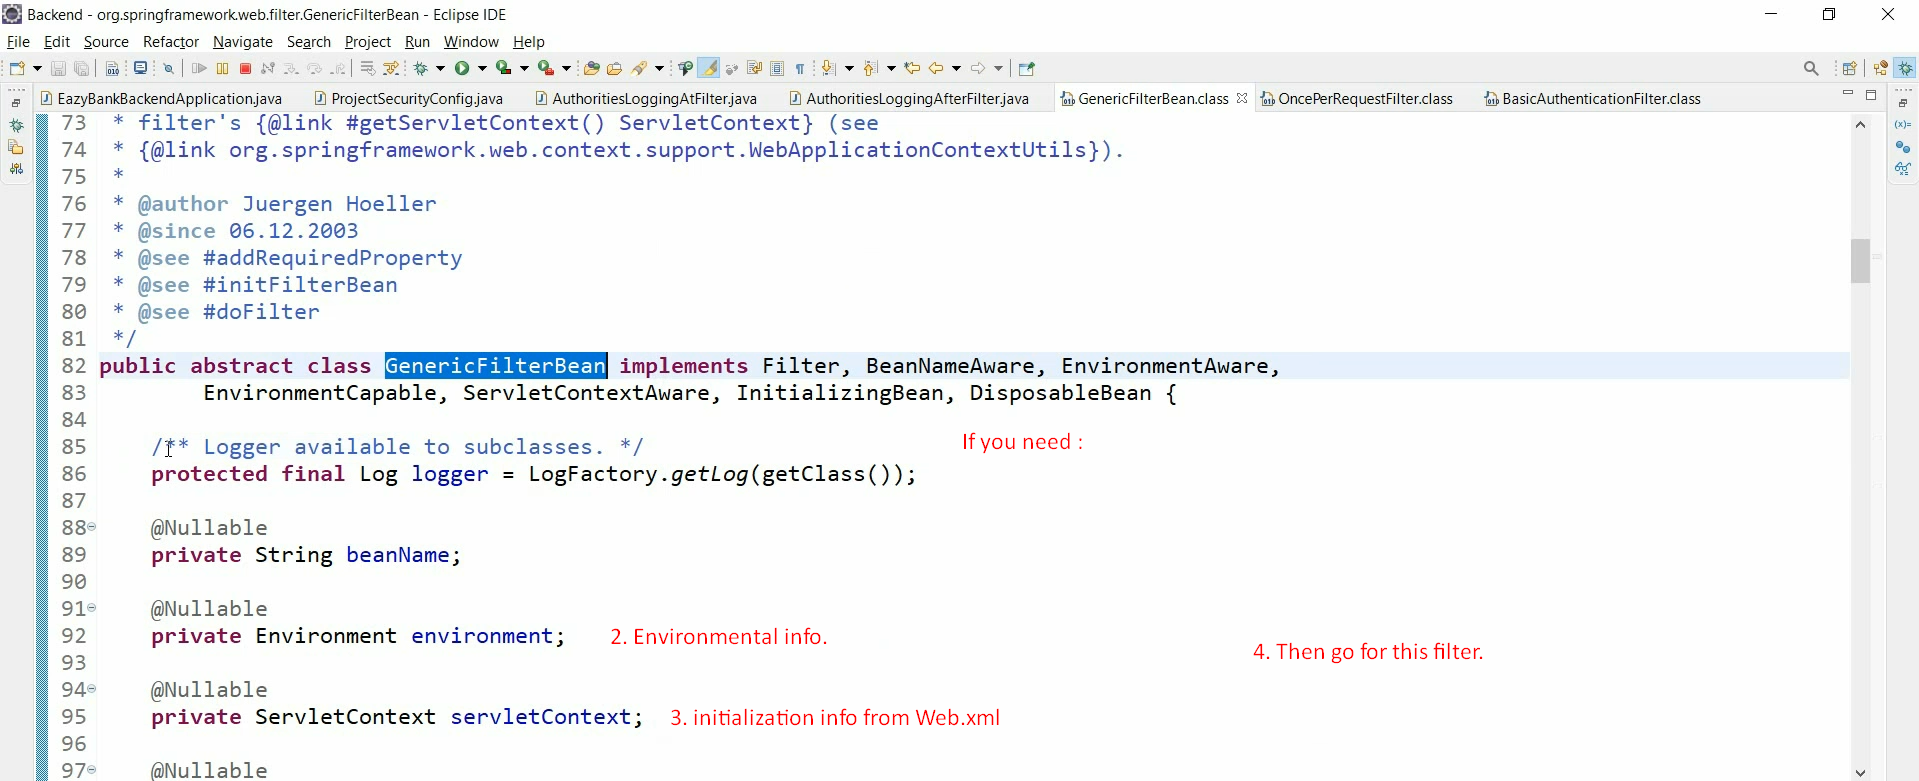 Backend - org.springframework.web.filter.GenericFilterBean - Eclipse IDE
File Edit Source Refactor Navigate Search Project Run Window Help
EazyBankBackendApplication.java ProjectSecurityConfig.java AuthoritiesLoggingAtFilter.java AuthoritiesLoggingAfterFilter.java GenericFilterBean.class OncePerRequestFilter.class BasicAuthenticationFilter.class
73 * filter's {@link #getServletContext() ServletContext} (see
74 * {@link org.springframework.web.context.support.WebApplicationContextUtils}).
75 *
76 * @author Juergen Hoeller
77 * @since 06.12.2003
78 * @see #addRequiredProperty
79 * @see #initFilterBean
80 * @see #doFilter
81 */
82 public abstract class GenericFilterBean implements Filter, BeanNameAware, EnvironmentAware,
83 EnvironmentCapable, ServletContextAware, InitializingBean, DisposableBean {
84
85 /** Logger available to subclasses. */ If you need :
86 protected final Log logger = LogFactory.getLog(getClass());
87
88 @Nullable
89 private String beanName;
90
91 @Nullable
92 private Environment environment; 2. Environmental info.
93 4. Then go for this filter.
94 @Nullable
95 private ServletContext servletContext; 3. initialization info from Web.xml
96
97 @Nullable